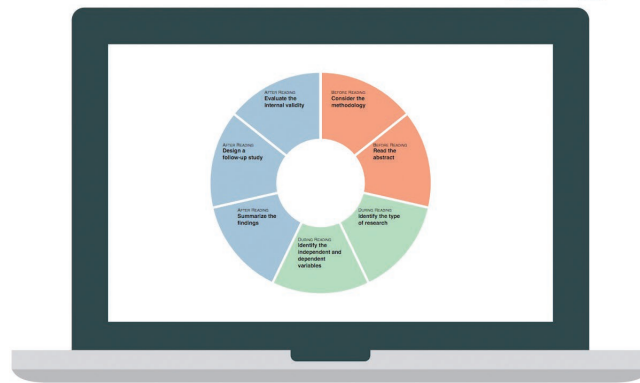 BEFORE READING
Consider the
methodology
BEFORE READING
Read the
abstract
DURING READING
Identify the type
of research
DURING READING
Identify the
independent and
dependent
variables
AFTER READING
Summarize the
findings
AFTER READING
Design a
follow-up study
AFTER READING
Evaluate the
internal validity